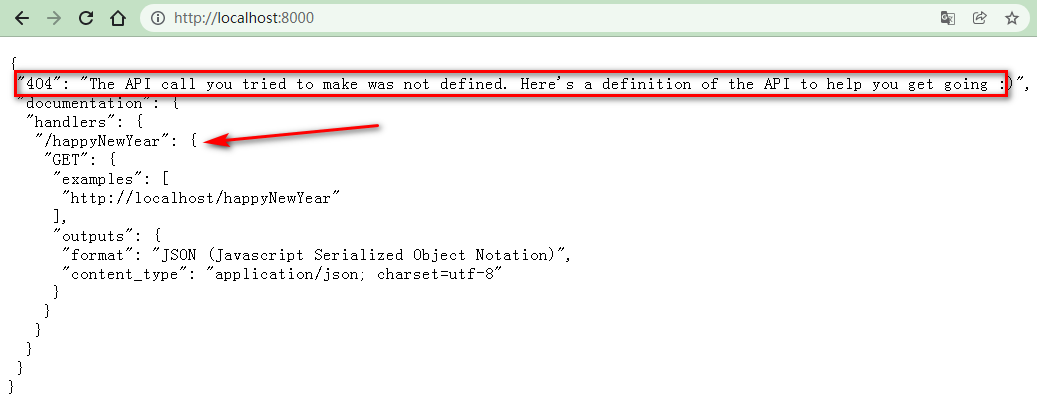 http://localhost:8000
{
"404": "The API call you tried to make was not defined. Here's a definition of the API to help you get going :)",
"documentation": {
"handlers": {
"/happyNewYear": {
"GET": {
"examples": [
"http://localhost/happyNewYear"
],
"outputs": {
"format": "JSON (Javascript Serialized Object Notation)",
"content_type": "application/json; charset=utf-8"
}
}
}
}
}
}